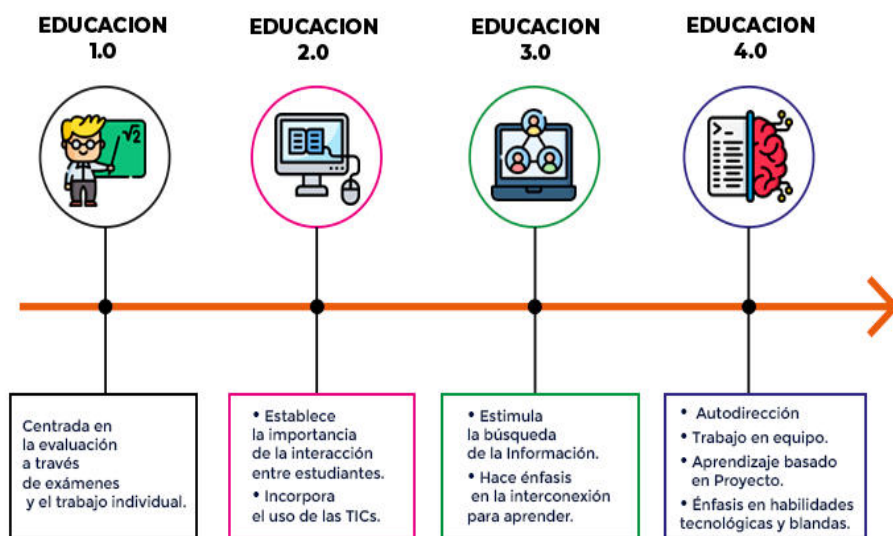 EDUCACION
1.0
EDUCACION
2.0
EDUCACION
3.0
EDUCACION
4.0
√2
>_
Centrada en
la evaluación
a través
de exámenes
y el trabajo individual.
• Establece
la importancia
de la interacción
entre estudiantes.
• Incorpora
el uso de las TICs.
• Estimula
la búsqueda
de la Información.
• Hace énfasis
en la interconexión
para aprender.
• Autodirección
• Trabajo en equipo.
• Aprendizaje basado
en Proyecto.
• Énfasis en habilidades
tecnológicas y blandas.